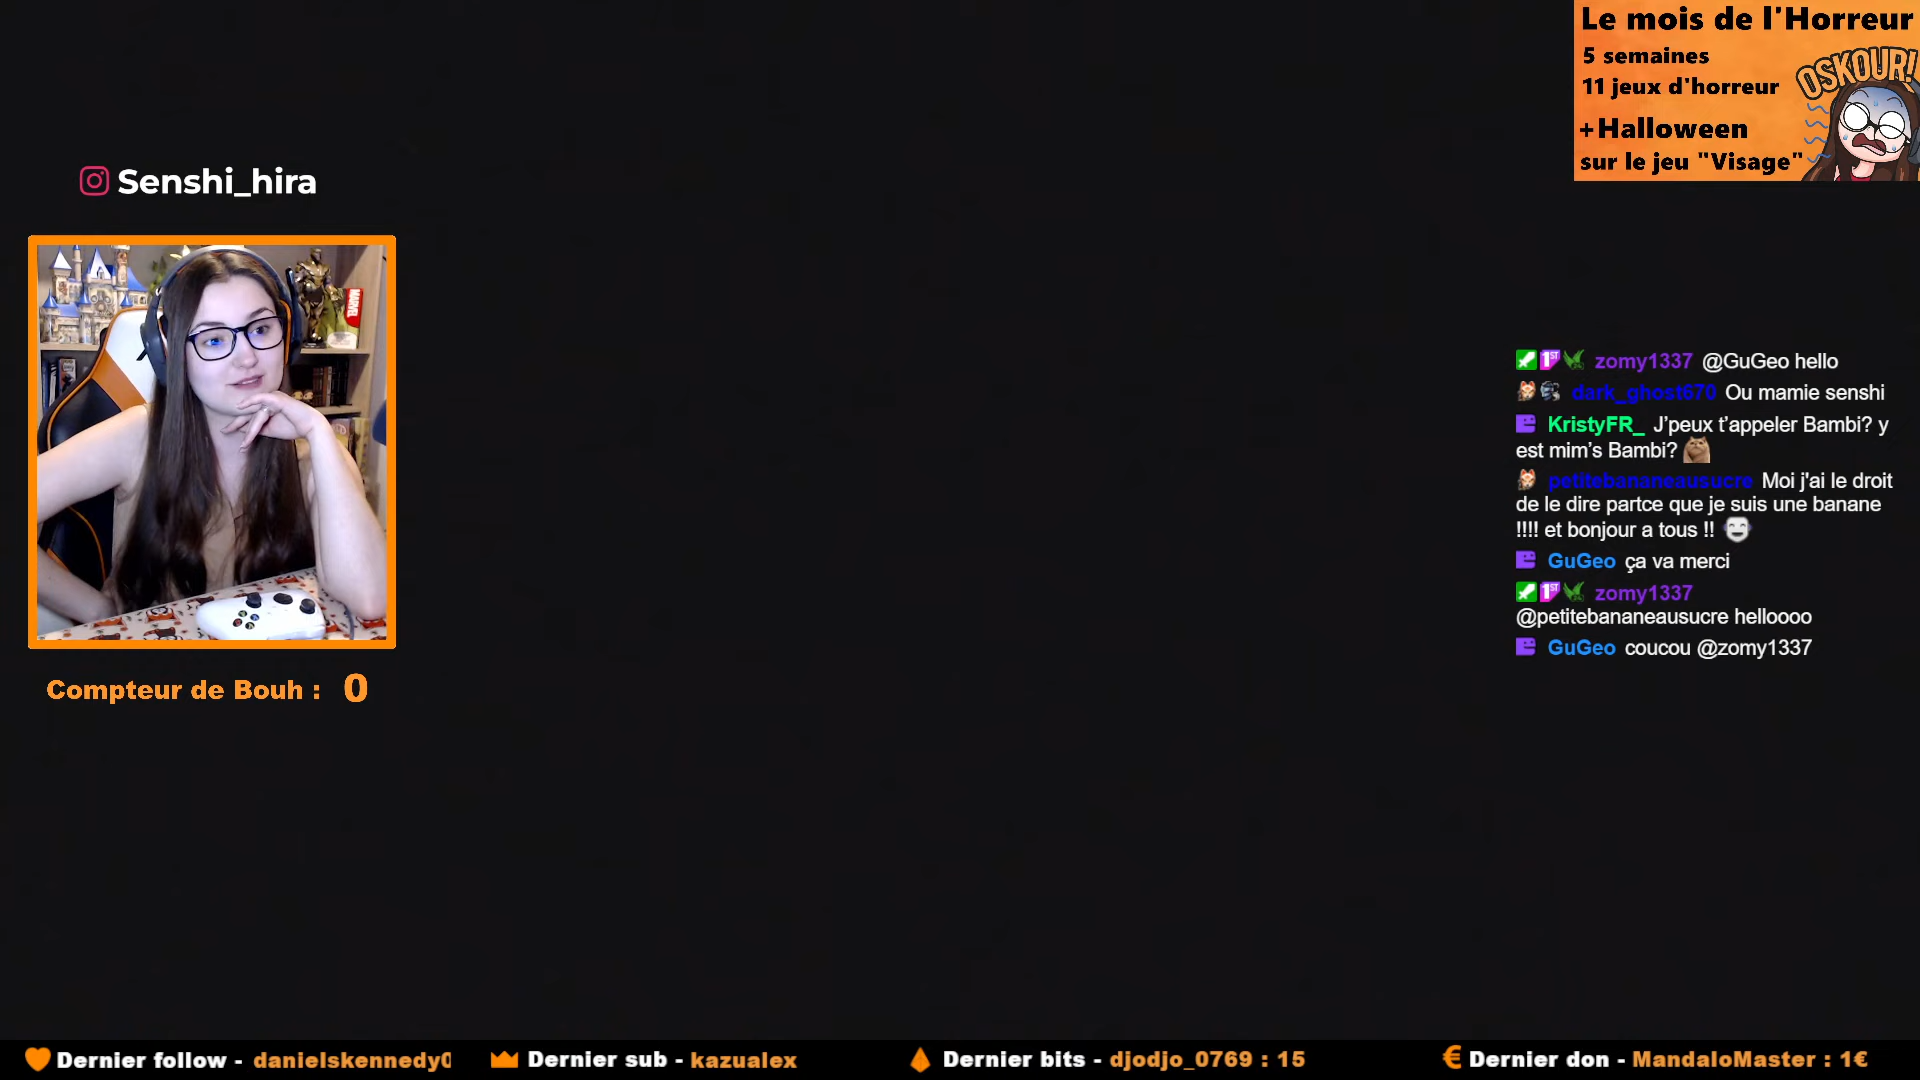 Le mois de l'Horreur
5 semaines
11 jeux d'horreur
+Halloween
sur le jeu "Visage"
OSKOUR!
Senshi_hira
MARVEL
Compteur de Bouh : 0
zomy1337 @GuGeo hello
dark_ghost670 Ou mamie senshi
KristyFR_ J'peux t'appeler Bambi? y
est mim's Bambi?
petitebananeausucre Moi j'ai le droit
de le dire partce que je suis une banane
!!!! et bonjour a tous !!
GuGeo ça va merci
zomy1337
@petitebananeausucre helloooo
GuGeo coucou @zomy1337
Dernier follow - danielskennedy0
Dernier sub - kazualex
Dernier bits - djodjo_0769 : 15
€ Dernier don - MandaloMaster : 1€